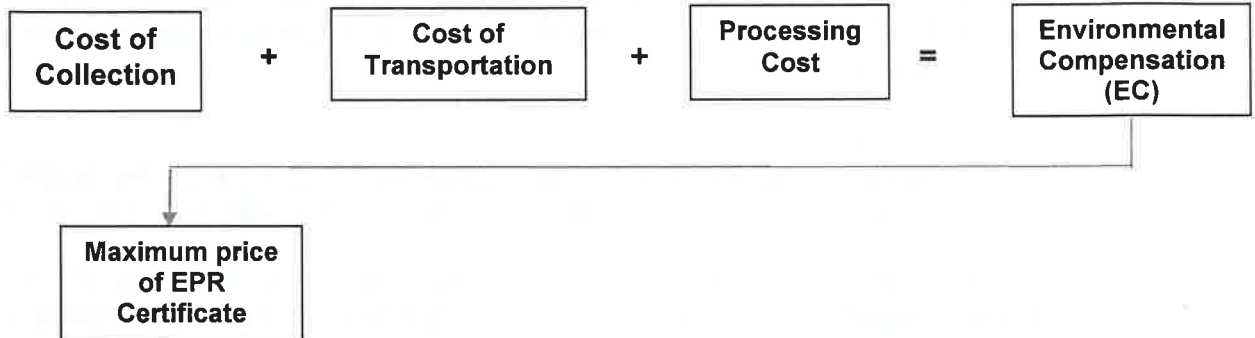 Cost of
Collection
+
Cost of
Transportation
+
Processing
Cost
=
Environmental
Compensation
(EC)
Maximum price
of EPR
Certificate